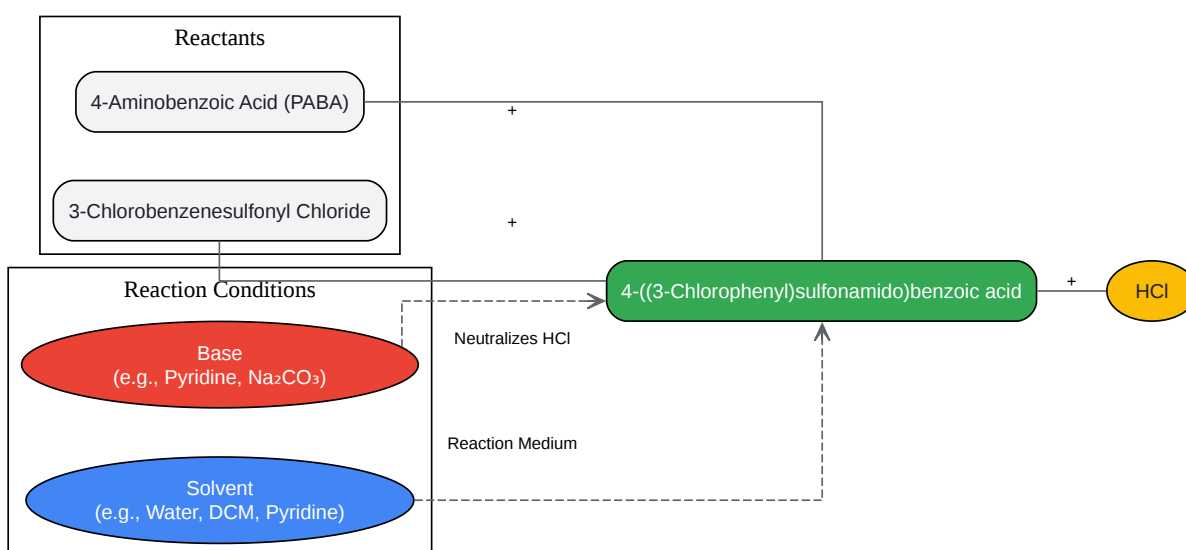 Reactants
4-Aminobenzoic Acid (PABA)
+
3-Chlorobenzenesulfonyl Chloride
+
Reaction Conditions
4-((3-Chlorophenyl)sulfonamido)benzoic acid
+
HCl
Neutralizes HCl
Base
(e.g., Pyridine, Na₂CO₃)
Reaction Medium
Solvent
(e.g., Water, DCM, Pyridine)